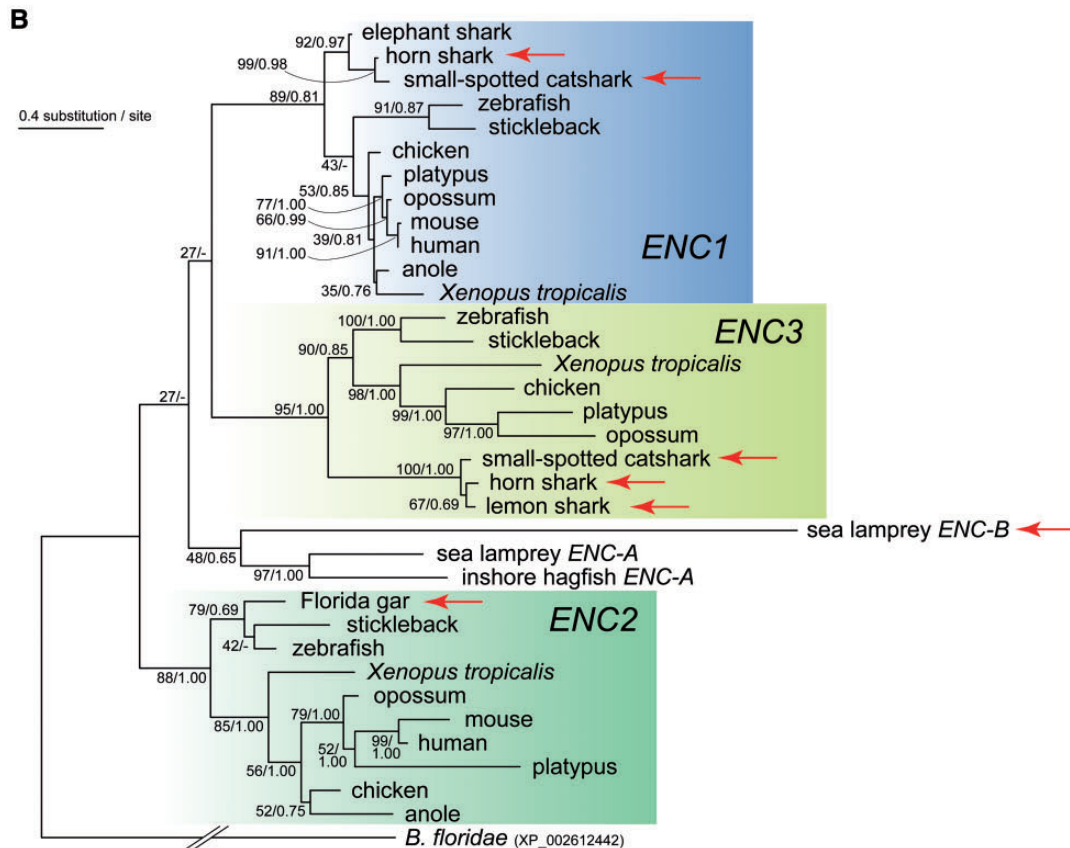 B
elephant shark
92/0.97
horn shark
99/0.98
small-spotted catshark
89/0.81
91/0.87
zebrafish
0.4 substitution / site
stickleback
chicken
43/-
platypus
53/0.85
77/1.00
opossum
66/0.99
mouse
39/0.81
human
91/1.00
ENC1
27/-
anole
35/0.76
Xenopus tropicalis
zebrafish
100/1.00
ENC3
stickleback
90/0.85
Xenopus tropicalis
98/1.00
chicken
27/-
95/1.00
99/1.00
platypus
97/1.00
opossum
small-spotted catshark
100/1.00
horn shark
67/0.69
lemon shark
sea lamprey ENC-B
48/0.65
sea lamprey ENC-A
97/1.00
inshore hagfish ENC-A
Florida gar
79/0.69
ENC2
stickleback
42/-
zebrafish
88/1.00
Xenopus tropicalis
opossum
79/1.00
85/1.00
mouse
99/
1.00
human
52/
1.00
56/1.00
platypus
chicken
52/0.75
anole
B. floridae (XP_002612442)